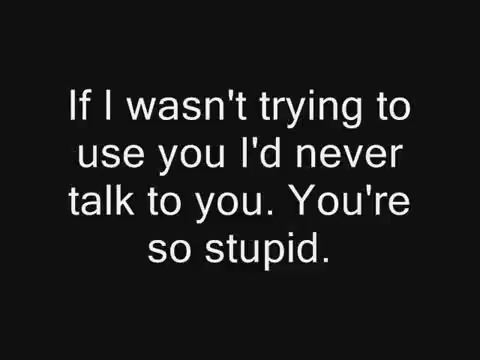 If I wasn't trying to
use you I'd never
talk to you. You're
so stupid.